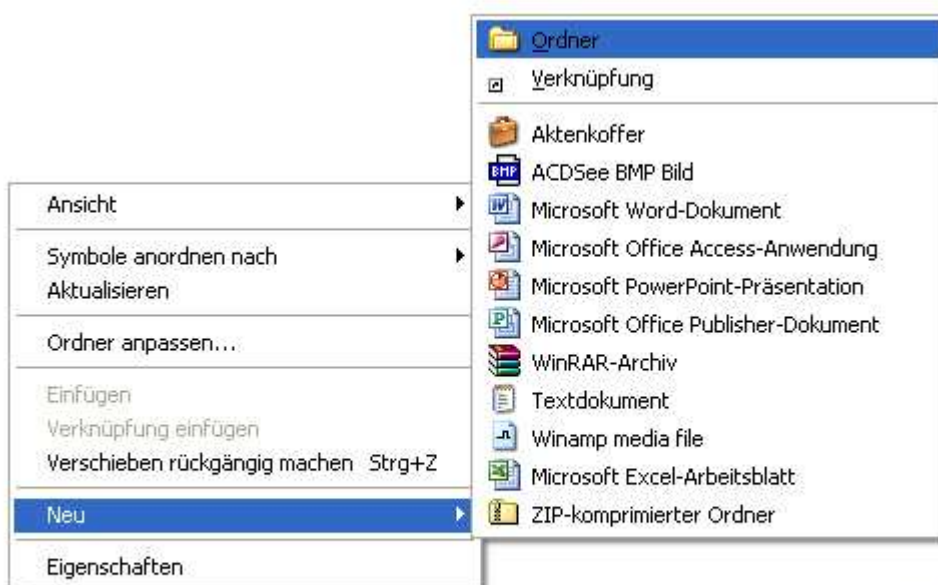 Ansicht
Symbole anordnen nach
Aktualisieren
Ordner anpassen...
Einfügen
Verknüpfung einfügen
Verschieben rückgängig machen Strg+Z
Neu
Eigenschaften
Ordner
Verknüpfung
Aktenkoffer
BMP ACDSee BMP Bild
Microsoft Word-Dokument
Microsoft Office Access-Anwendung
Microsoft PowerPoint-Präsentation
Microsoft Office Publisher-Dokument
WinRAR-Archiv
Textdokument
Winamp media file
Microsoft Excel-Arbeitsblatt
ZIP-komprimierter Ordner